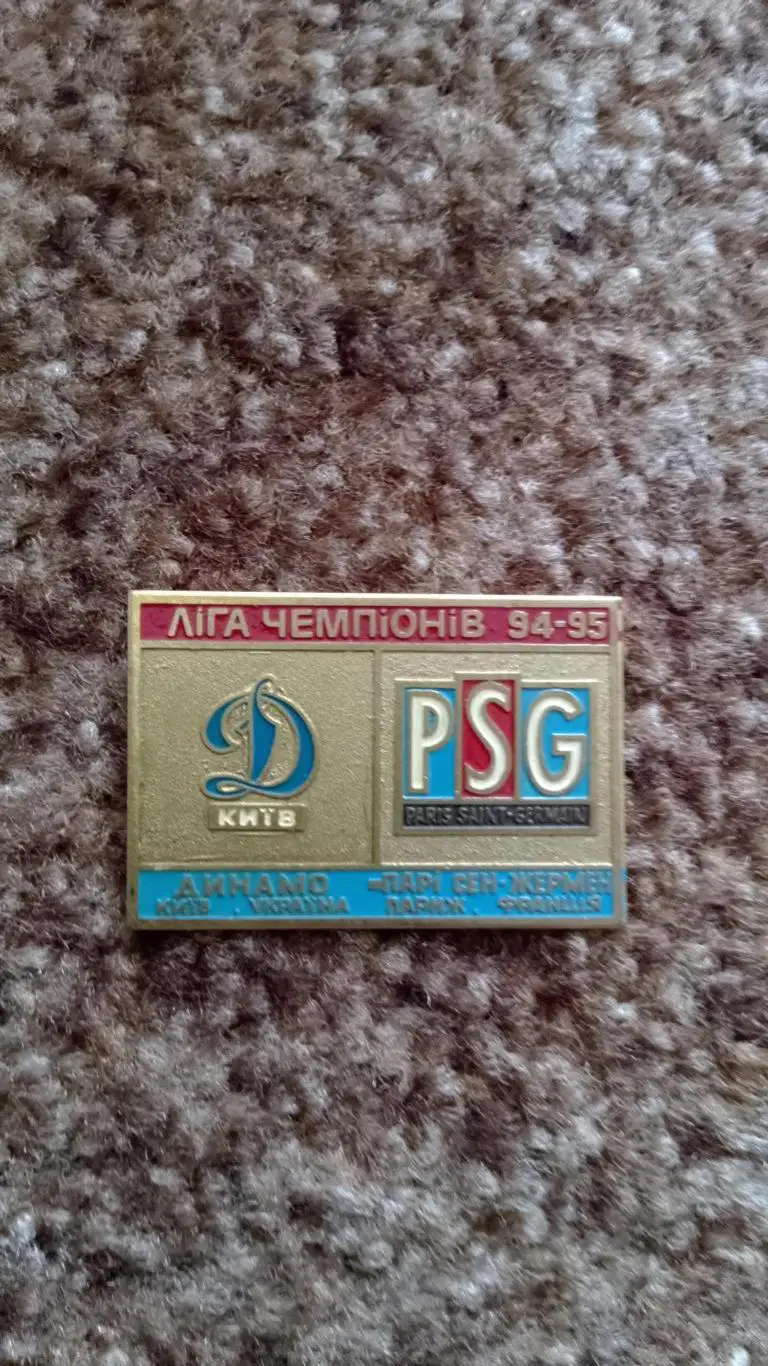 ЛіГА ЧЕМПіОНіВ 94-95
Д
КИЇВ
PSG
PARIS SAINT-GERMAIN
ДИНАМО
КИЇВ . УКРАЇНА
ПАРІ СЕН-ЖЕРМЕН
ПАРИЖ . ФРАНЦІЯ